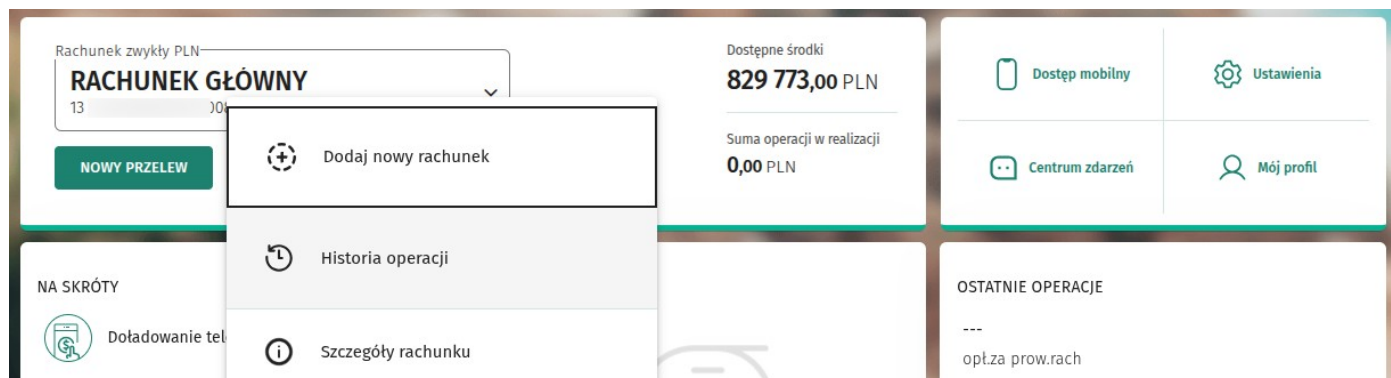 Rachunek zwykły PLN
RACHUNEK GŁÓWNY
13
NOWY PRZELEW
Dodaj nowy rachunek
Historia operacji
Szczegóły rachunku
Dostępne środki
829 773,00 PLN
Suma operacji w realizacji
0,00 PLN
Dostęp mobilny
Ustawienia
Centrum zdarzeń
Mój profil
NA SKRÓTY
Doładowanie
OSTATNIE OPERACJE
---
opł.za prow.rach